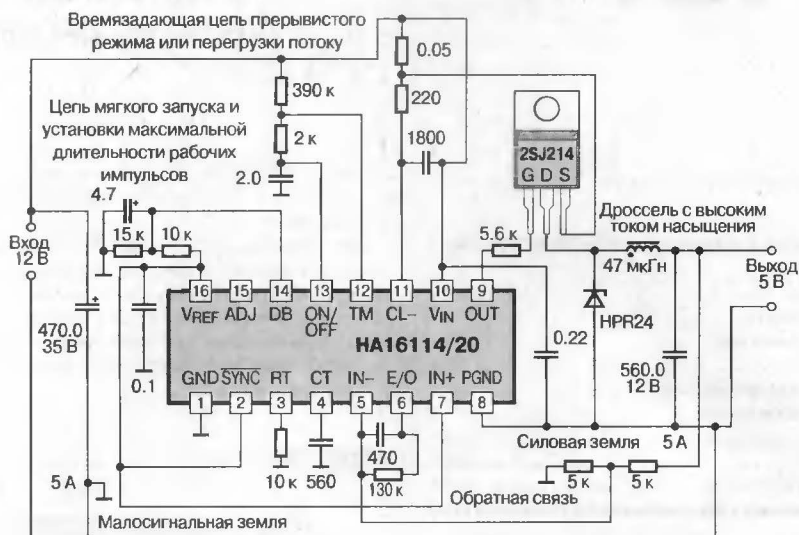 Времязадающая цепь прерывистого
режима или перегрузки потоку
0.05
390 к
220
Цепь мягкого запуска и
установки максимальной
длительности рабочих
импульсов
2 к
1800
2SJ214
G D S
2.0
4.7
Дроссель с высоким
током насыщения
15 к
10 к
5.6 к
Вход
12 В
47 мкГн
Выход
5 В
16 15 14 13 12 11 10 9
VREF ADJ DB ON/OFF TM CL– VIN OUT
HPR24
470.0
35 В
HA16114/20
0.22
560.0
12 В
0.1
GND SYNC RT CT IN– E/O IN+ PGND
1 2 3 4 5 6 7 8
Силовая земля
5 А
470
5 А
10 к
560
130 к
5 к
5 к
Обратная связь
Малосигнальная земля